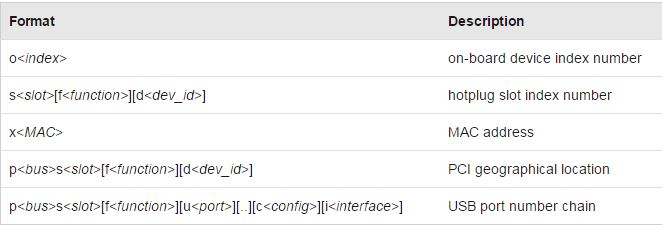 Format Description
o<index> on-board device index number
s<slot>[f<function>][d<dev_id>] hotplug slot index number
x<MAC> MAC address
p<bus>s<slot>[f<function>][d<dev_id>] PCI geographical location
p<bus>s<slot>[f<function>][u<port>][..][c<config>][i<interface>] USB port number chain